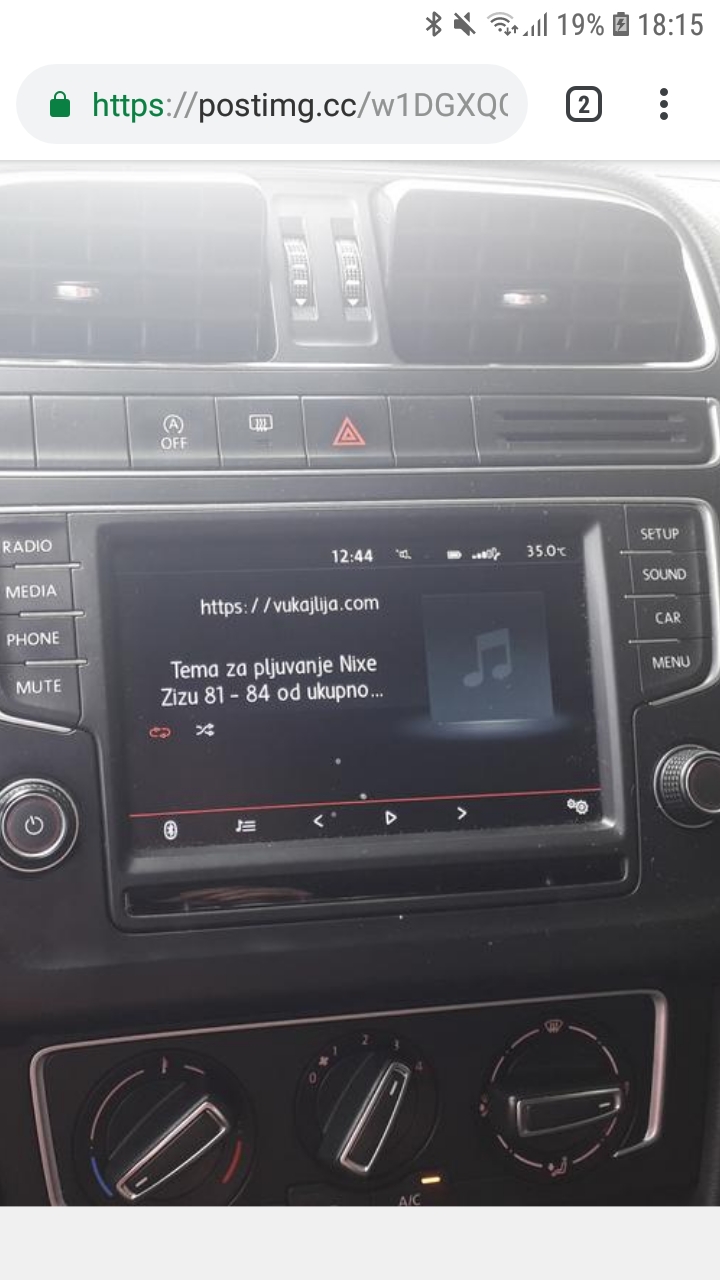 19% 18:15
https://postimg.cc/w1DGXQ
2
A
OFF
RADIO
MEDIA
PHONE
MUTE
12:44 35.0°C
https://vukajlija.com
Tema za pljuvanje Nixe
Zizu 81 - 84 od ukupno...
SETUP
SOUND
CAR
MENU
0 1 2 3 4
A/C